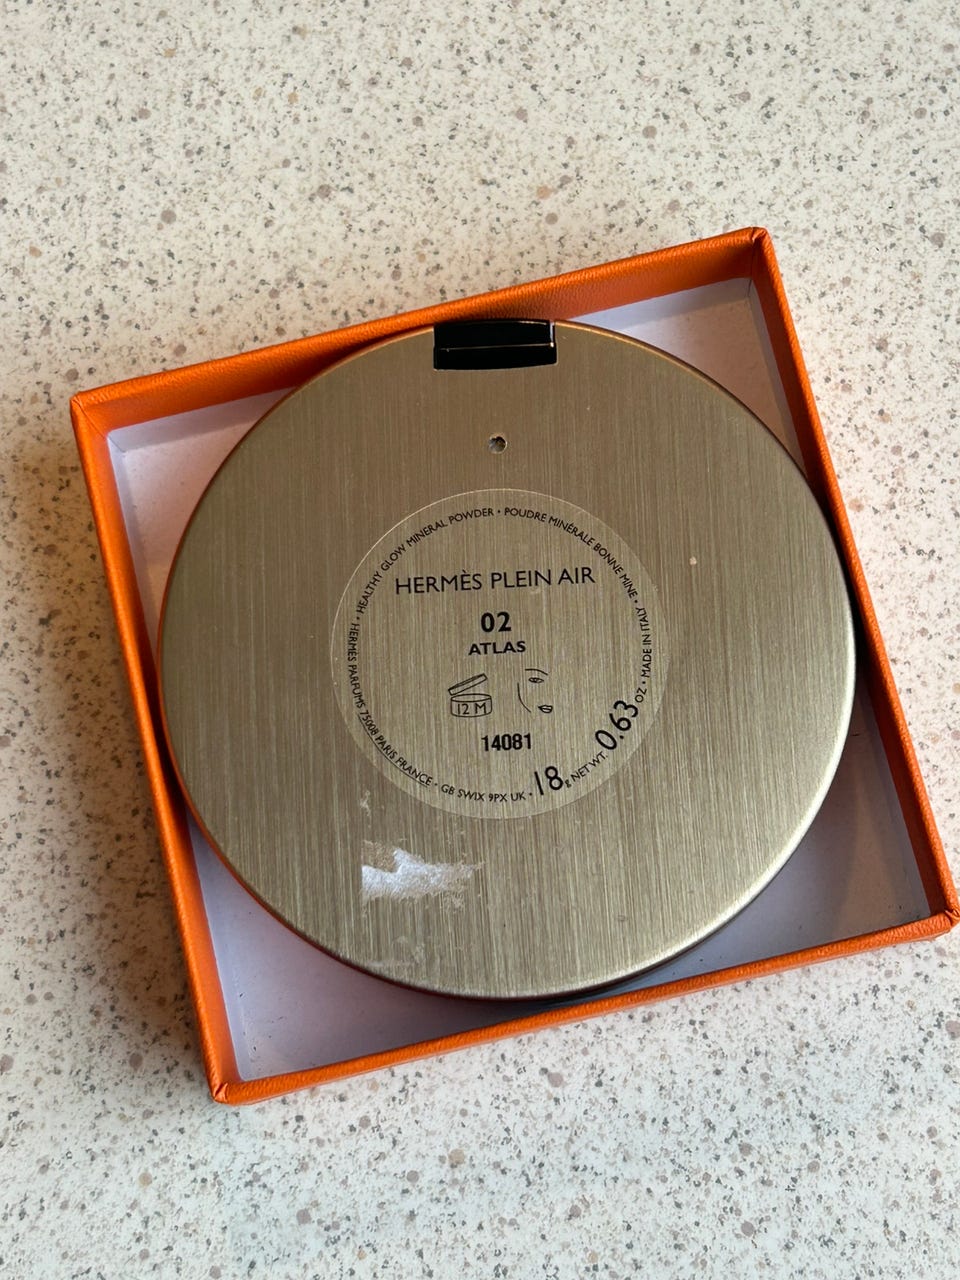 HERMÈS PLEIN AIR
02
ATLAS
12 M
14081
HERMÈS PARFUMS 75008 PARIS FRANCE • GB SW1X 9PX UK • 18g NET WT. 0.63 OZ • MADE IN ITALY
• HEALTHY GLOW MINERAL POWDER • POUDRE MINÉRALE BONNE MINE •